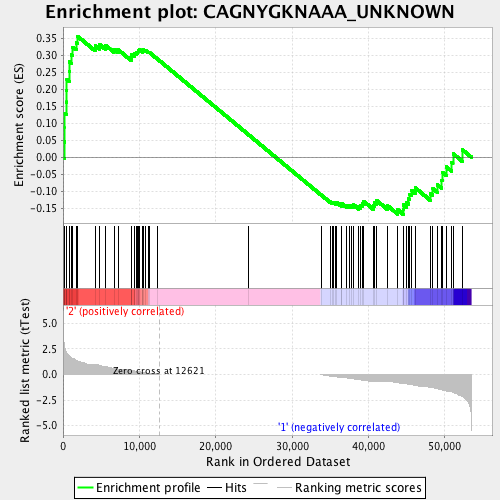 Enrichment plot: CAGNYGKNAAA_UNKNOWN
Enrichment score (ES)
0.35
0.30
0.25
0.20
0.15
0.10
0.05
0.00
-0.05
-0.10
-0.15
Ranked list metric (tTest)
'2' (positively correlated)
5.0
2.5
Zero cross at 12621
0.0
-2.5
'1' (negatively correlated)
-5.0
0
10,000
20,000
30,000
40,000
50,000
Rank in Ordered Dataset
Enrichment profile
Hits
Ranking metric scores